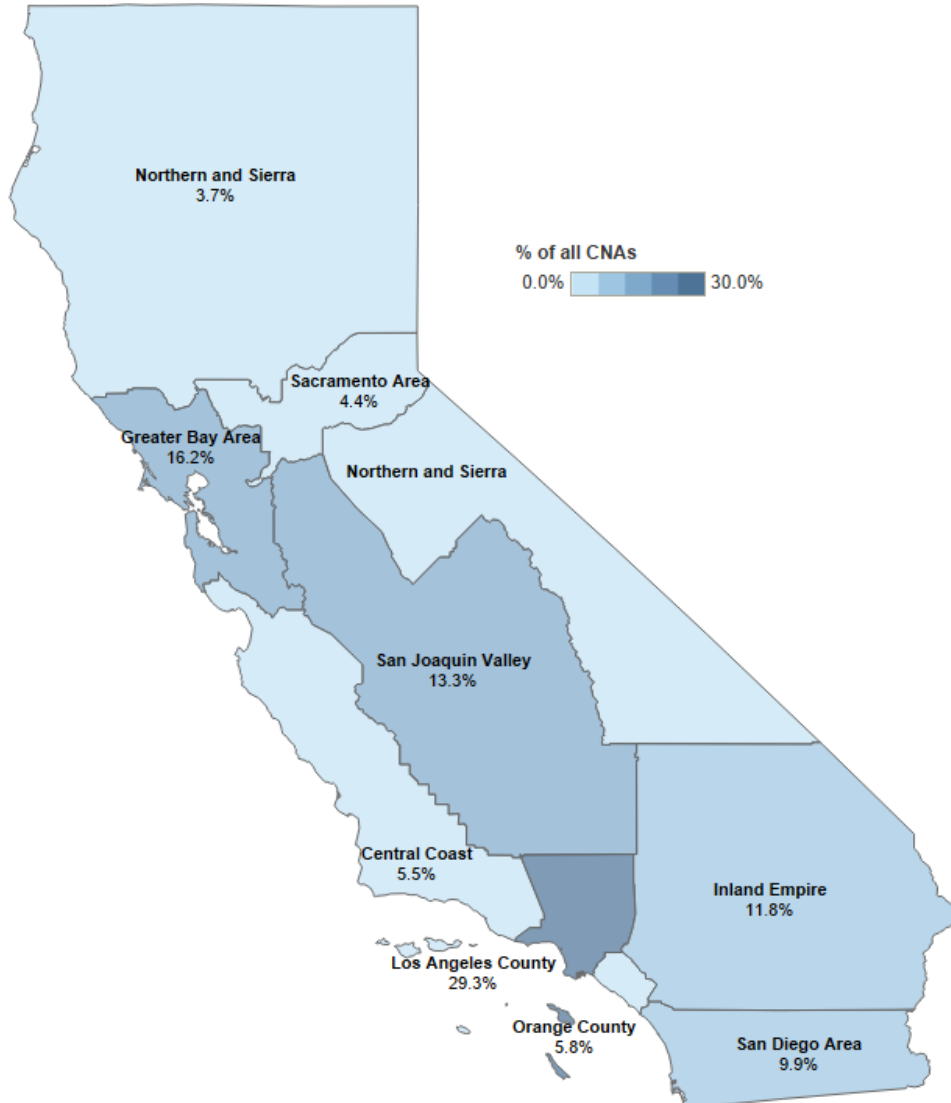 Northern and Sierra
3.7%
% of all CNAs
0.0% 30.0%
Sacramento Area
4.4%
Greater Bay Area
16.2%
Northern and Sierra
San Joaquin Valley
13.3%
Central Coast
5.5%
Inland Empire
11.8%
Los Angeles County
29.3%
Orange County
5.8%
San Diego Area
9.9%